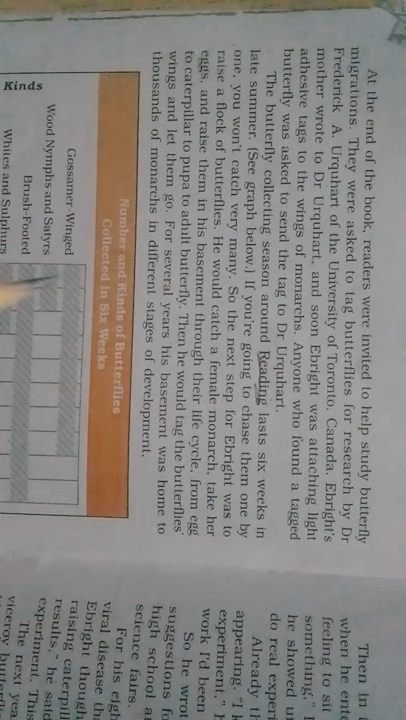 At the end of the book, readers were invited to help study butterfly
migrations. They were asked to tag butterflies for research by Dr
Frederick A. Urquhart of the University of Toronto, Canada. Ebright's
mother wrote to Dr Urquhart, and soon Ebright was attaching light
adhesive tags to the wings of monarchs. Anyone who found a tagged
butterfly was asked to send the tag to Dr Urquhart.
The butterfly collecting season around Reading lasts six weeks in
late summer. (See graph below.) If you're going to chase them one by
one, you won't catch very many. So the next step for Ebright was to
raise a flock of butterflies. He would catch a female monarch, take her
eggs, and raise them in his basement through their life cycle, from egg
to caterpillar to pupa to adult butterfly. Then he would tag the butterflies'
wings and let them go. For several years his basement was home to
thousands of monarchs in different stages of development.
Number and Kinds of Butterflies
Collected in Six Weeks
Kinds
Gossamer-Winged
Wood Nymphs and Satyrs
Brush-Footed
Whites and Sulphurs
Then in
when he ent
feeling to sit
something."
he showed u
do real experi
Already th
appearing. "I
experiment."
work I'd been
So he wrot
suggestions fo
high school a
science fairs.
For his eigh
viral disease th
Ebright though
raising caterpill
results," he said
experiment. This
The next yea
viceroy butterflie